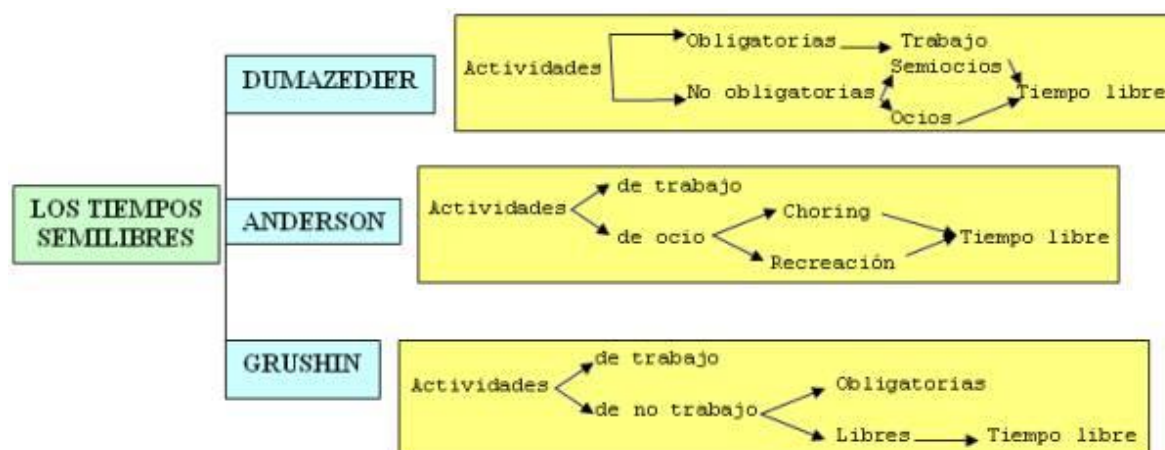 LOS TIEMPOS
SEMILIBRES
DUMAZEDIER
Actividades
Obligatorias
Trabajo
No obligatorias
Semiocios
Ocios
Tiempo libre
ANDERSON
Actividades
de trabajo
de ocio
Choring
Recreación
Tiempo libre
GRUSHIN
Actividades
de trabajo
de no trabajo
Obligatorias
Libres
Tiempo libre